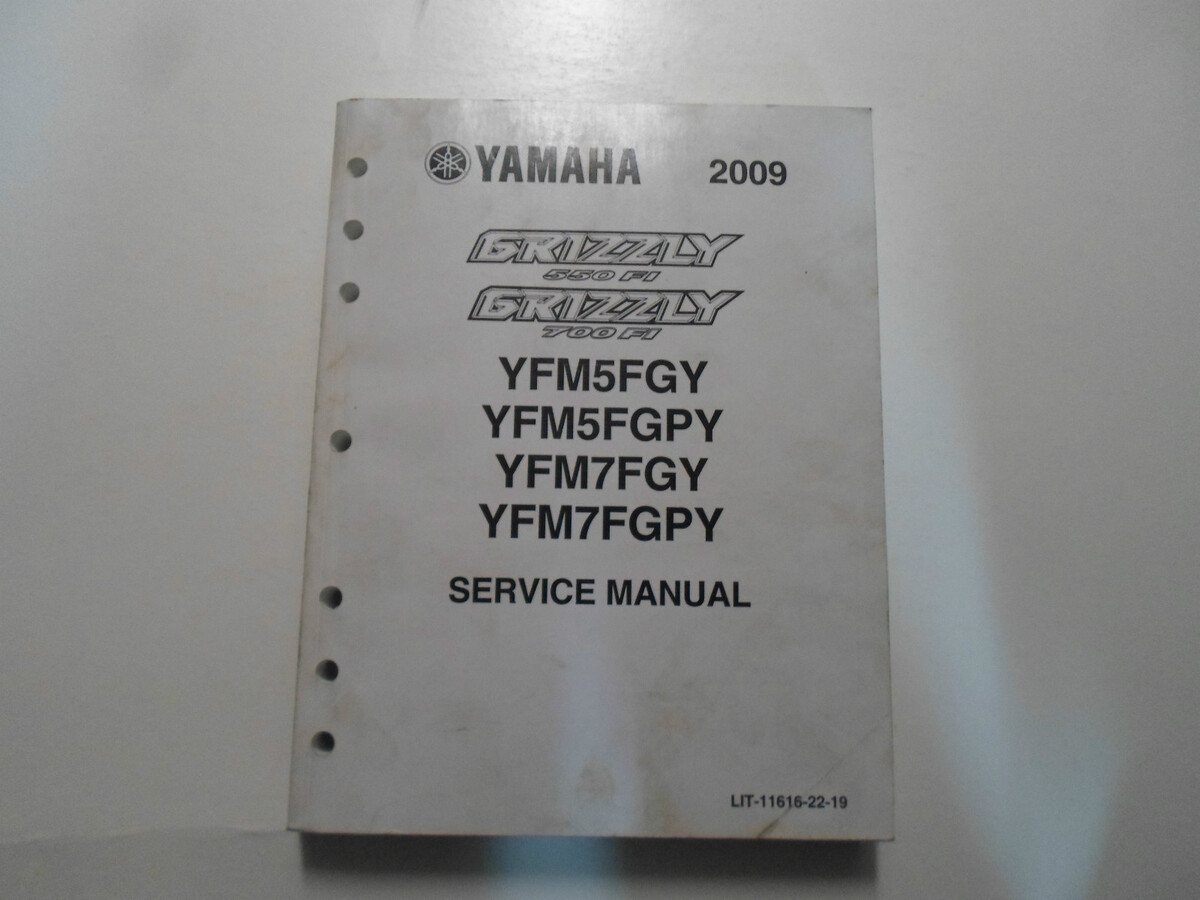 YAMAHA 2009
GRIZZLY
550 FI
GRIZZLY
700 FI
YFM5FGY
YFM5FGPY
YFM7FGY
YFM7FGPY
SERVICE MANUAL
LIT-11616-22-19